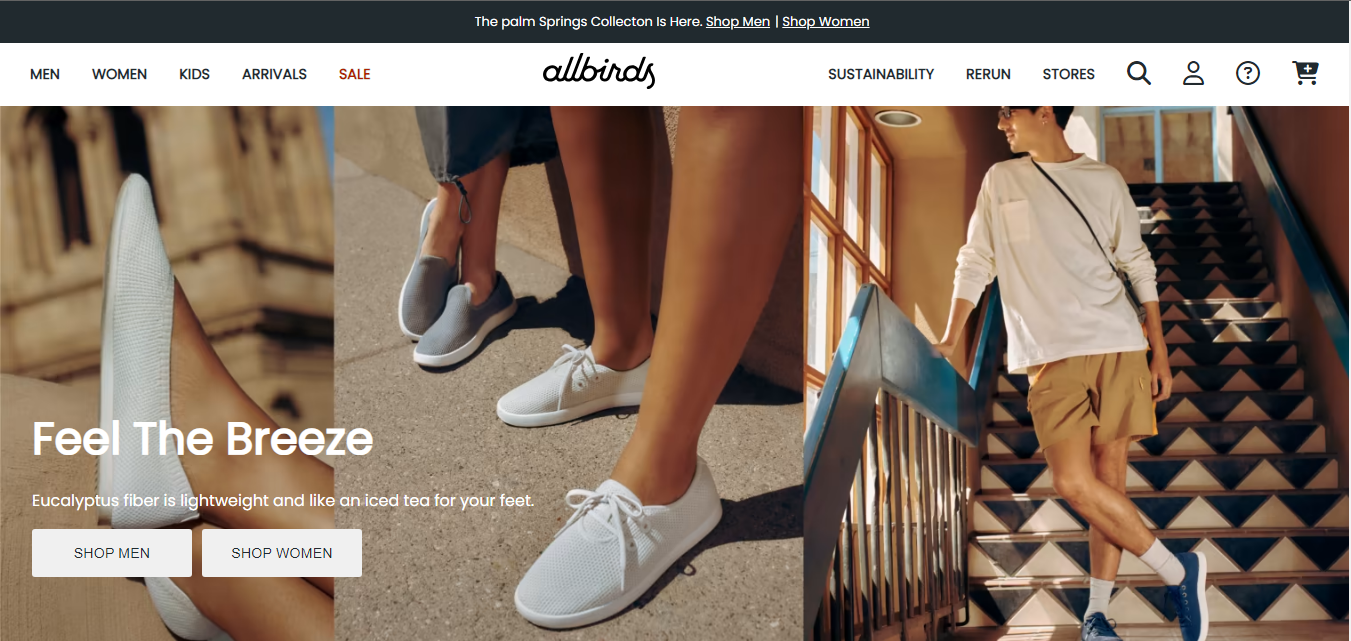 The palm Springs Collecton Is Here. Shop Men | Shop Women
MEN WOMEN KIDS ARRIVALS SALE allbirds SUSTAINABILITY RERUN STORES
Feel The Breeze
Eucalyptus fiber is lightweight and like an iced tea for your feet.
SHOP MEN SHOP WOMEN